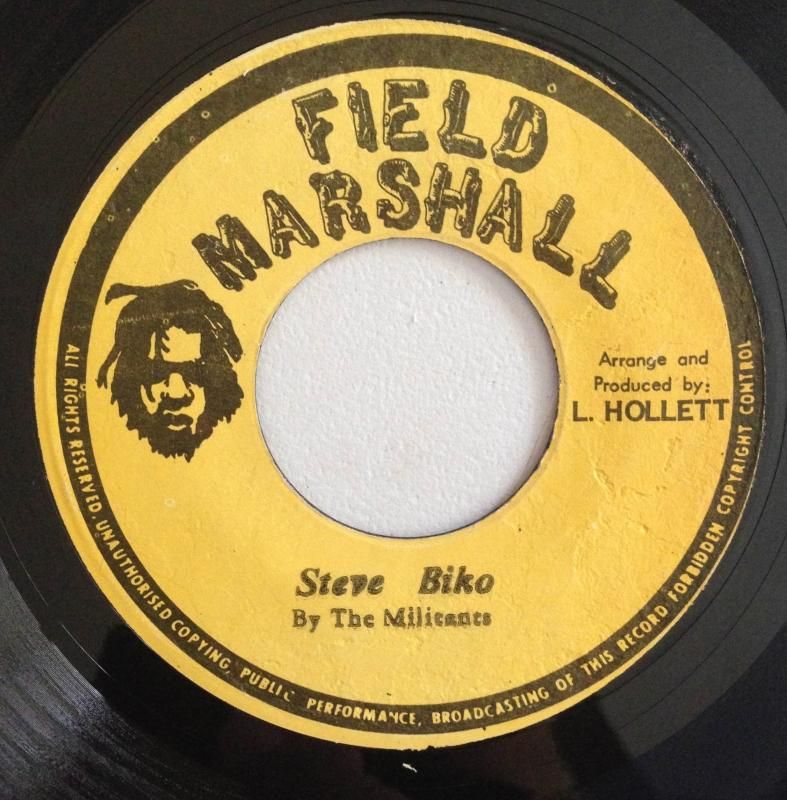 FIELD
MARSHALL
Arrange and
Produced by:
L. HOLLETT
Steve Biko
By The Militants
ALL RIGHTS RESERVED. UNAUTHORISED COPYING, PUBLIC PERFORMANCE, BROADCASTING OF THIS RECORD FORBIDDEN COPYRIGHT CONTROL